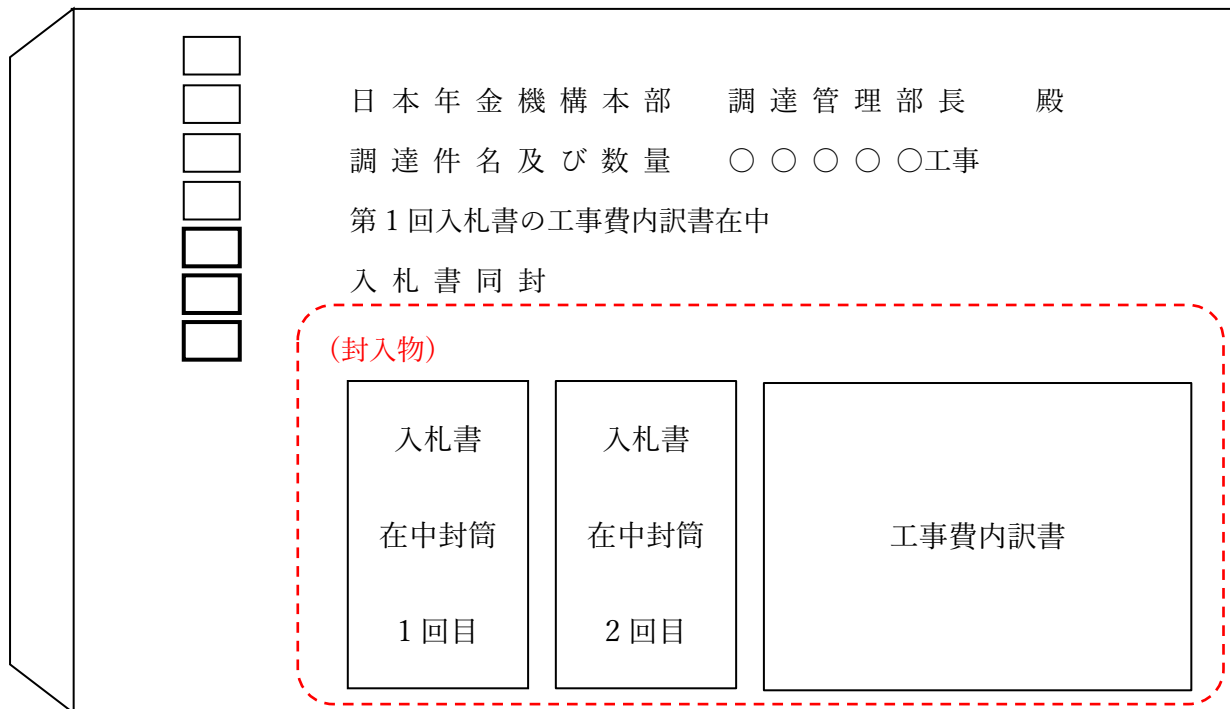 日本年金機構本部　調達管理部長　殿
調達件名及び数量　○○○○○工事
第1回入札書の工事費内訳書在中
入札書同封
(封入物)
入札書
在中封筒
1回目
入札書
在中封筒
2回目
工事費内訳書